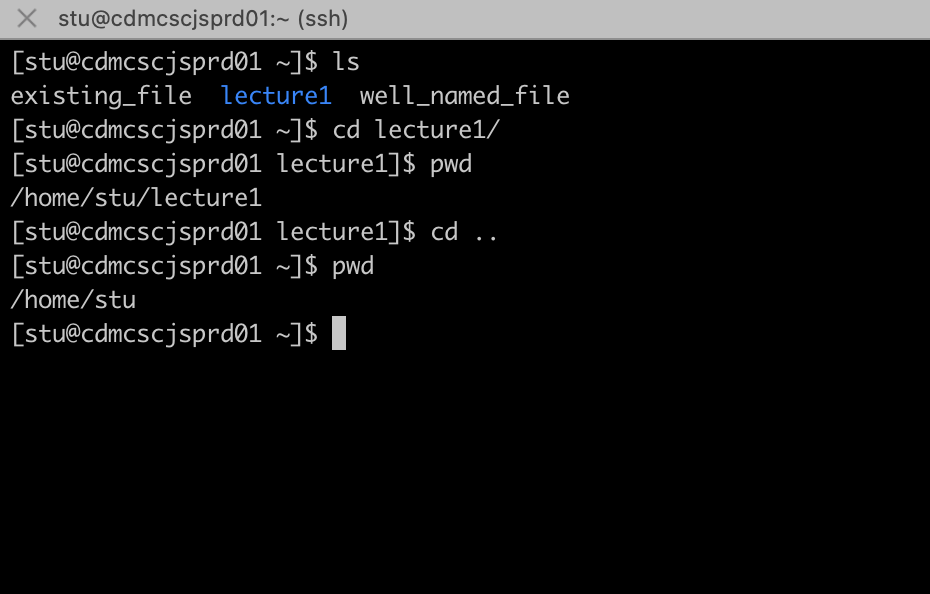 stu@cdmcscjsprd01:~ (ssh)
[stu@cdmcscjsprd01 ~]$ ls
existing_file  lecture1  well_named_file
[stu@cdmcscjsprd01 ~]$ cd lecture1/
[stu@cdmcscjsprd01 lecture1]$ pwd
/home/stu/lecture1
[stu@cdmcscjsprd01 lecture1]$ cd ..
[stu@cdmcscjsprd01 ~]$ pwd
/home/stu
[stu@cdmcscjsprd01 ~]$